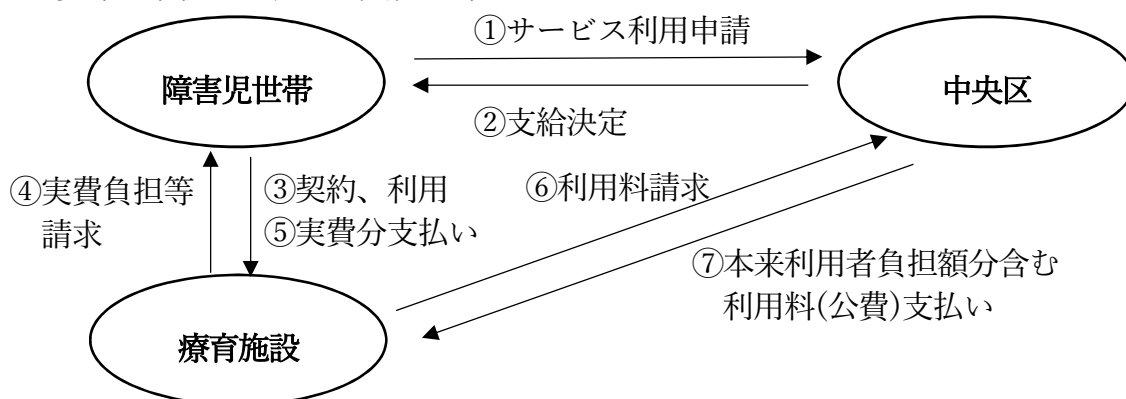 ①サービス利用申請
障害児世帯
中央区
②支給決定
④実費負担等
請求
③契約、利用
⑤実費分支払い
⑥利用料請求
⑦本来利用者負担額分含む
利用料(公費)支払い
療育施設